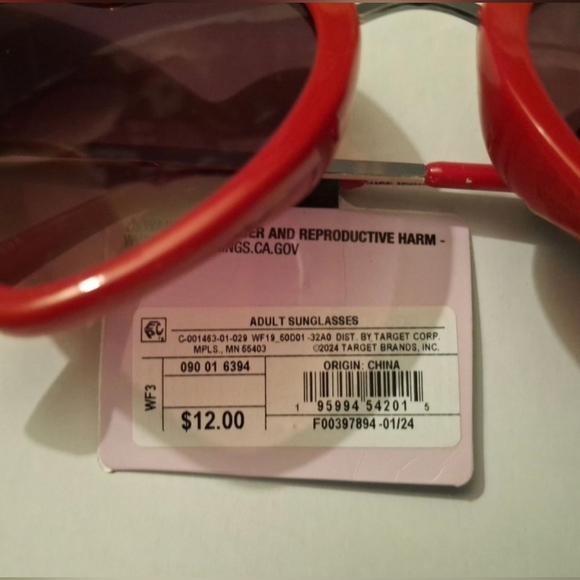 ER AND REPRODUCTIVE HARM -
INGS.CA.GOV
ADULT SUNGLASSES
C-001463-01-029 WF19_50D01-32A0 DIST. BY TARGET CORP.
MPLS., MN 55403 ©2024 TARGET BRANDS, INC.
090 01 6394
ORIGIN: CHINA
WF3
1 95994 54201 5
$12.00
F00397894-01/24